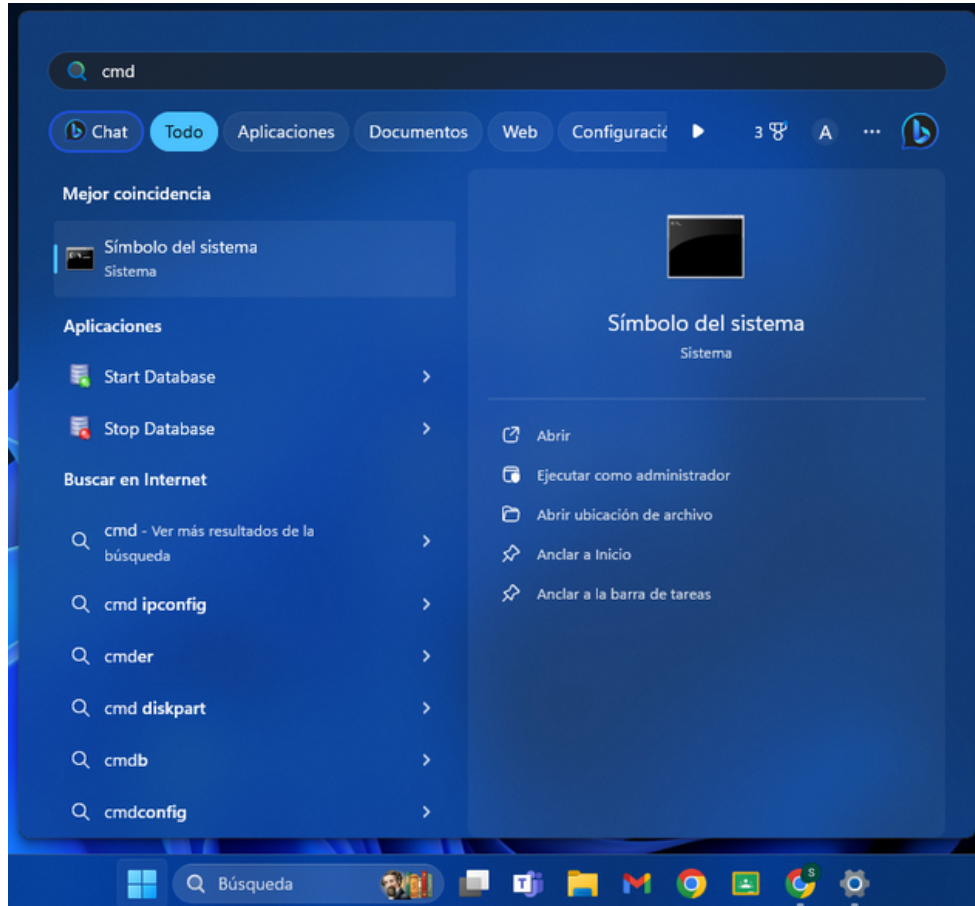 cmd
Chat Todo Aplicaciones Documentos Web Configuració 3 A ...
Mejor coincidencia
Símbolo del sistema
Sistema
Aplicaciones
Start Database
Stop Database
Buscar en Internet
cmd - Ver más resultados de la
búsqueda
cmd ipconfig
cmder
cmd diskpart
cmdb
cmdconfig
Símbolo del sistema
Sistema
Abrir
Ejecutar como administrador
Abrir ubicación de archivo
Anclar a Inicio
Anclar a la barra de tareas
Búsqueda